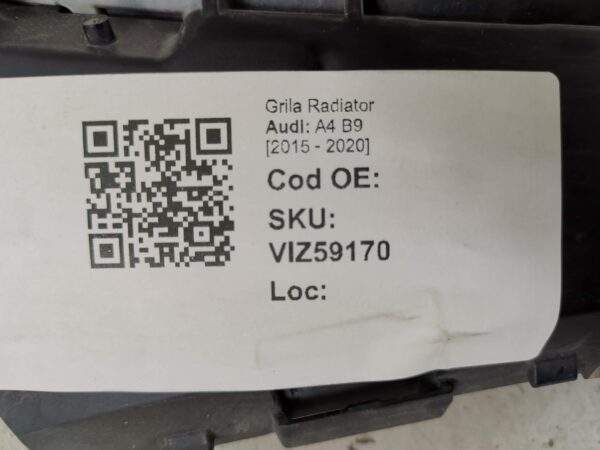 Grila Radiator
Audi: A4 B9
[2015 - 2020]
Cod OE:
SKU:
VIZ59170
Loc: